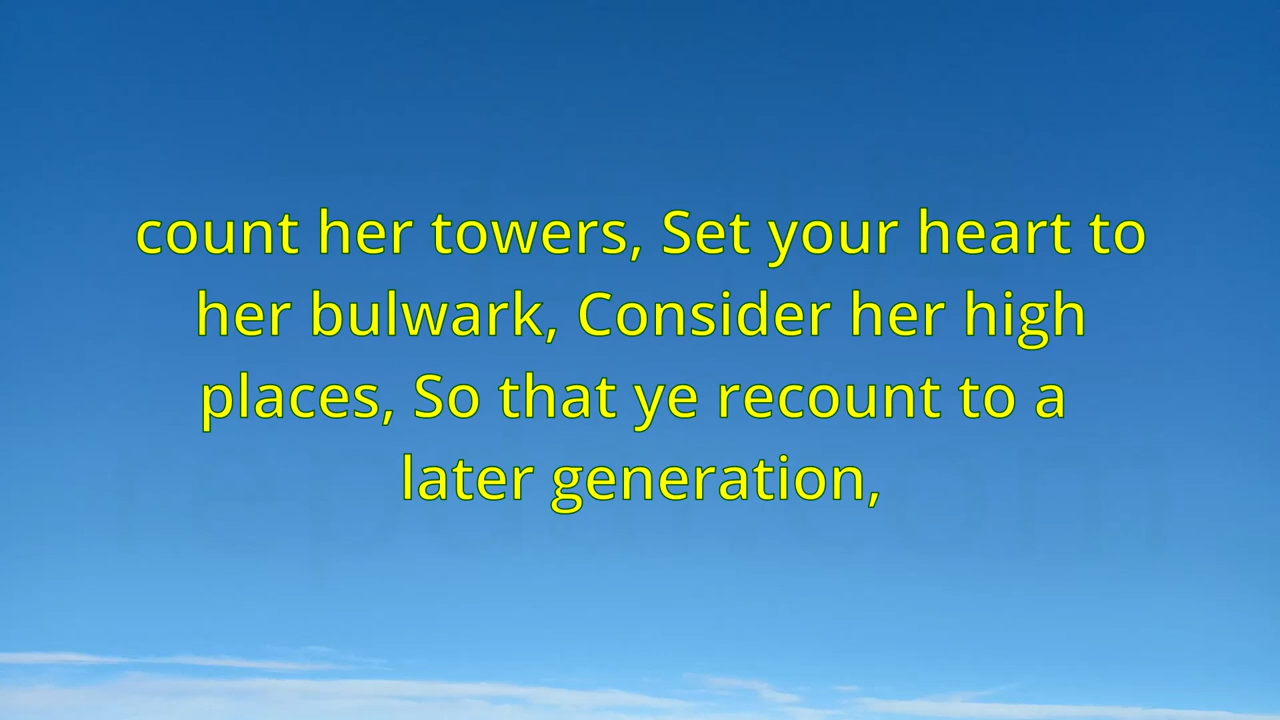 count her towers, Set your heart to
her bulwark, Consider her high
places, So that ye recount to a
later generation,